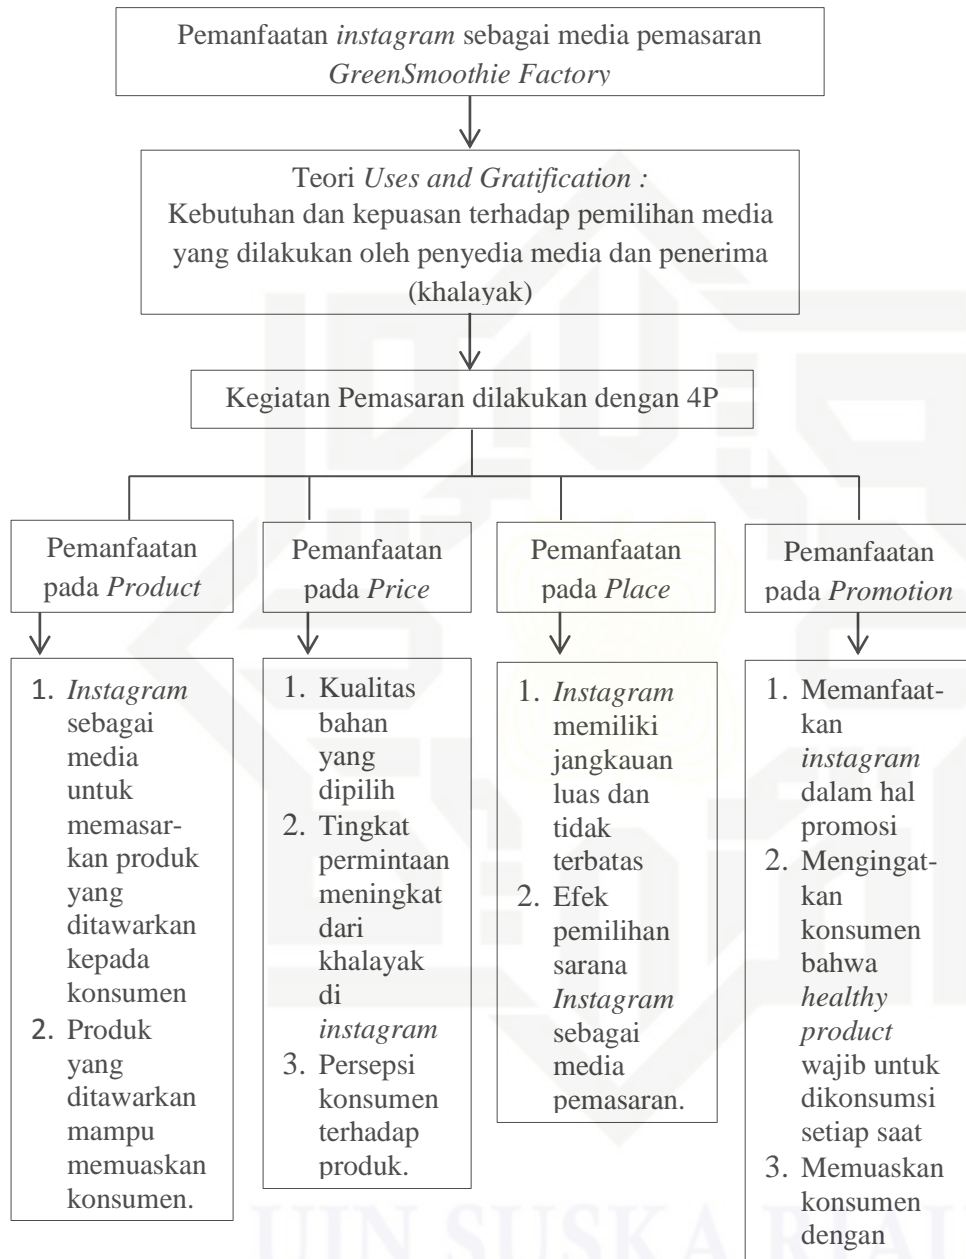 Pemanfaatan instagram sebagai media pemasaran
GreenSmoothie Factory
Teori Uses and Gratification :
Kebutuhan dan kepuasan terhadap pemilihan media
yang dilakukan oleh penyedia media dan penerima
(khalayak)
Kegiatan Pemasaran dilakukan dengan 4P
Pemanfaatan
pada Product
Pemanfaatan
pada Price
Pemanfaatan
pada Place
Pemanfaatan
pada Promotion
1. Instagram
sebagai
media
untuk
memasar-
kan produk
yang
ditawarkan
kepada
konsumen
2. Produk
yang
ditawarkan
mampu
memuaskan
konsumen.
1. Kualitas
bahan
yang
dipilih
2. Tingkat
permintaan
meningkat
dari
khalayak
di
instagram
3. Persepsi
konsumen
terhadap
produk.
1. Instagram
memiliki
jangkauan
luas dan
tidak
terbatas
2. Efek
pemilihan
sarana
Instagram
sebagai
media
pemasaran.
1. Memanfaat-
kan
instagram
dalam hal
promosi
2. Mengingat-
kan
konsumen
bahwa
healthy
product
wajib untuk
dikonsumsi
setiap saat
3. Memuaskan
konsumen
dengan
UIN SUSKA RIAU